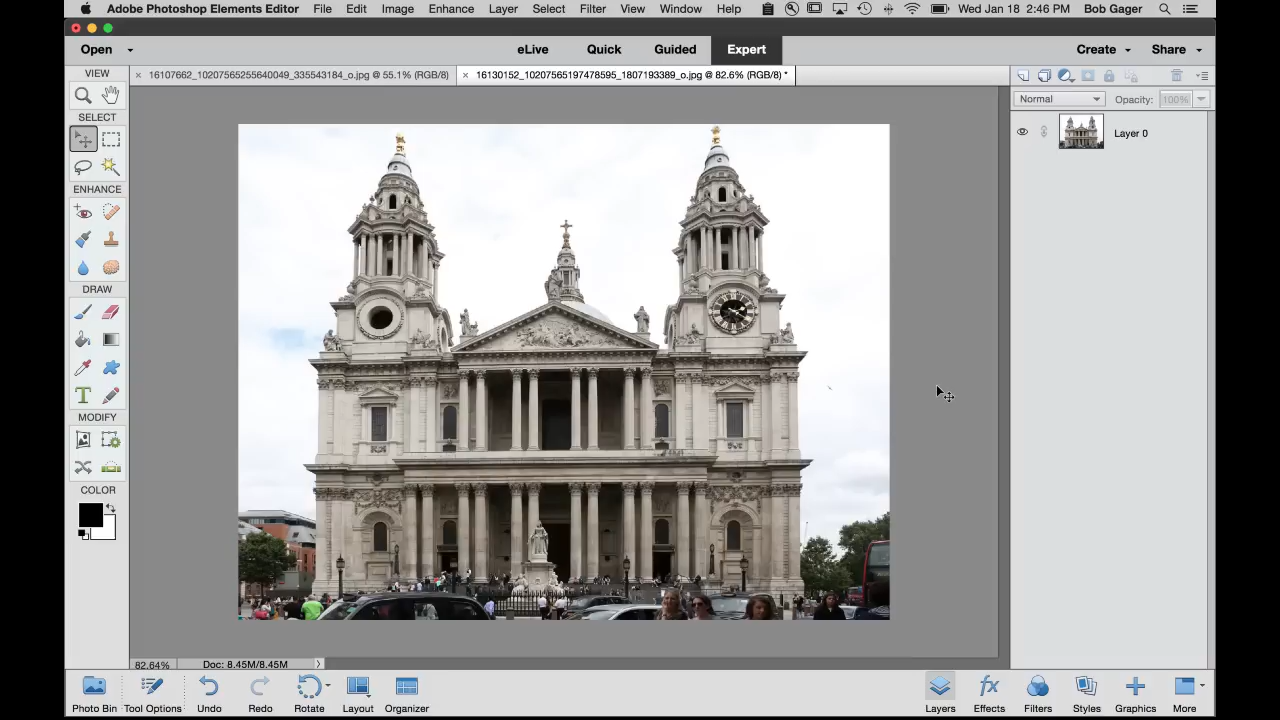 Adobe Photoshop Elements Editor File Edit Image Enhance Layer Select Filter View Window Help Wed Jan 18 2:46 PM Bob Gager
Open eLive Quick Guided Expert Create Share
VIEW × 16107662_10207565255640049_335543184_o.jpg @ 55.1% (RGB/8) × 16130152_10207565197478595_1807193389_o.jpg @ 82.6% (RGB/8) *
Normal Opacity: 100%
SELECT
Layer 0
ENHANCE
DRAW
T
MODIFY
COLOR
82.64% Doc: 8.45M/8.45M
Photo Bin Tool Options Undo Redo Rotate Layout Organizer Layers Effects Filters Styles Graphics More